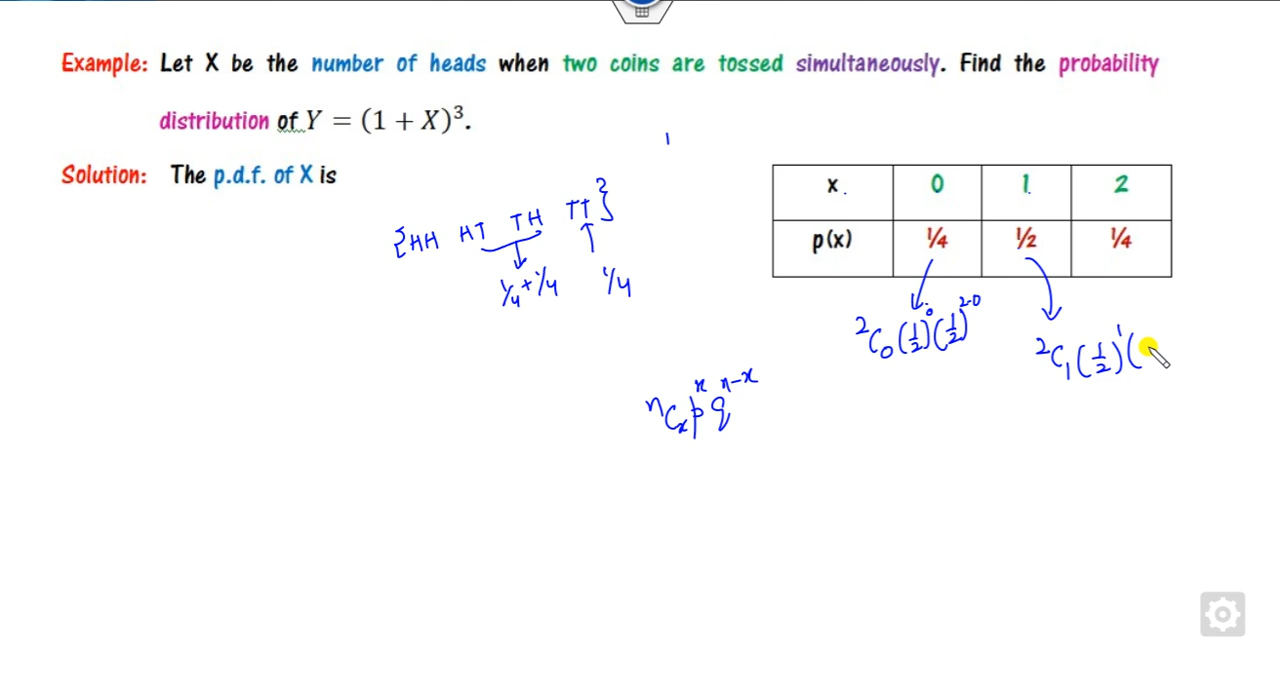 Example: Let X be the number of heads when two coins are tossed simultaneously. Find the probability
distribution of Y = (1 + X)³.
Solution: The p.d.f. of X is
x 0 1 2
p(x) ¼ ½ ¼
{HH HT TH TT}
¼ + ¼ ¼
²C₀ (½)⁰ (½)²⁻⁰
²C₁ (½)¹ (
ⁿCₓ pˣ qⁿ⁻ˣ